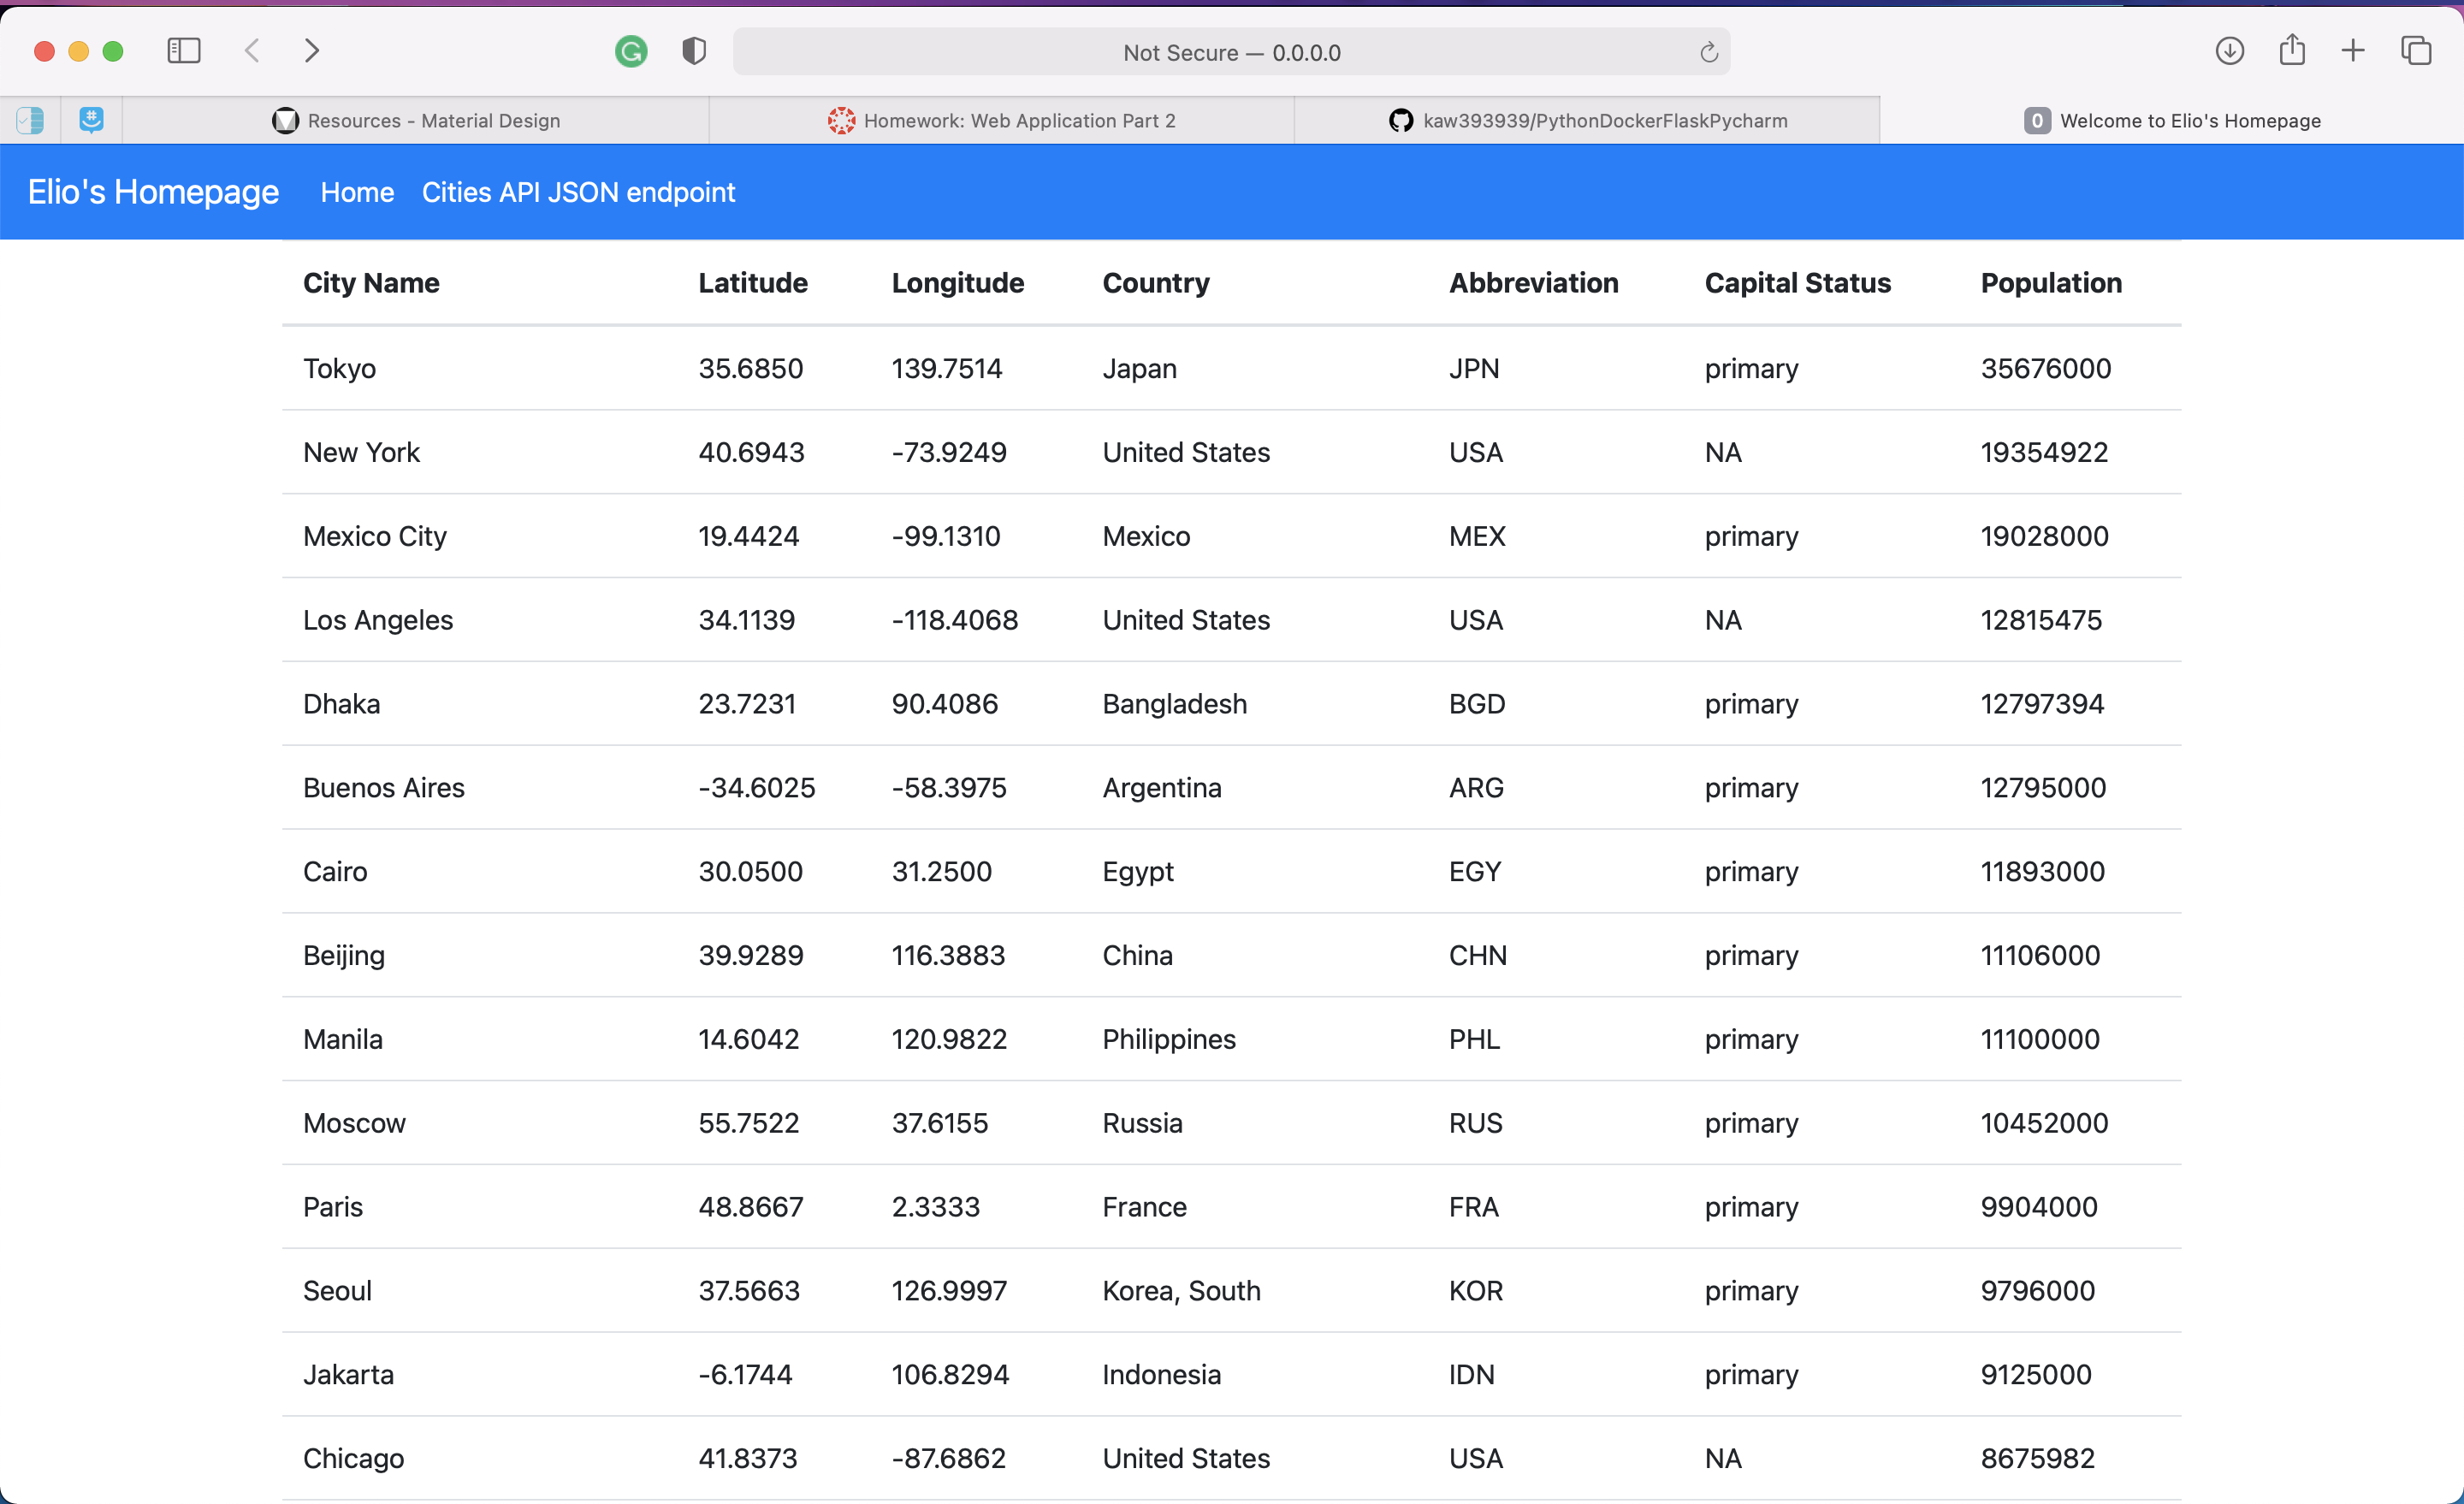 Not Secure — 0.0.0.0
Resources - Material Design
Homework: Web Application Part 2
kaw393939/PythonDockerFlaskPycharm
0 Welcome to Elio's Homepage
Elio's Homepage Home Cities API JSON endpoint
City Name Latitude Longitude Country Abbreviation Capital Status Population
Tokyo 35.6850 139.7514 Japan JPN primary 35676000
New York 40.6943 -73.9249 United States USA NA 19354922
Mexico City 19.4424 -99.1310 Mexico MEX primary 19028000
Los Angeles 34.1139 -118.4068 United States USA NA 12815475
Dhaka 23.7231 90.4086 Bangladesh BGD primary 12797394
Buenos Aires -34.6025 -58.3975 Argentina ARG primary 12795000
Cairo 30.0500 31.2500 Egypt EGY primary 11893000
Beijing 39.9289 116.3883 China CHN primary 11106000
Manila 14.6042 120.9822 Philippines PHL primary 11100000
Moscow 55.7522 37.6155 Russia RUS primary 10452000
Paris 48.8667 2.3333 France FRA primary 9904000
Seoul 37.5663 126.9997 Korea, South KOR primary 9796000
Jakarta -6.1744 106.8294 Indonesia IDN primary 9125000
Chicago 41.8373 -87.6862 United States USA NA 8675982